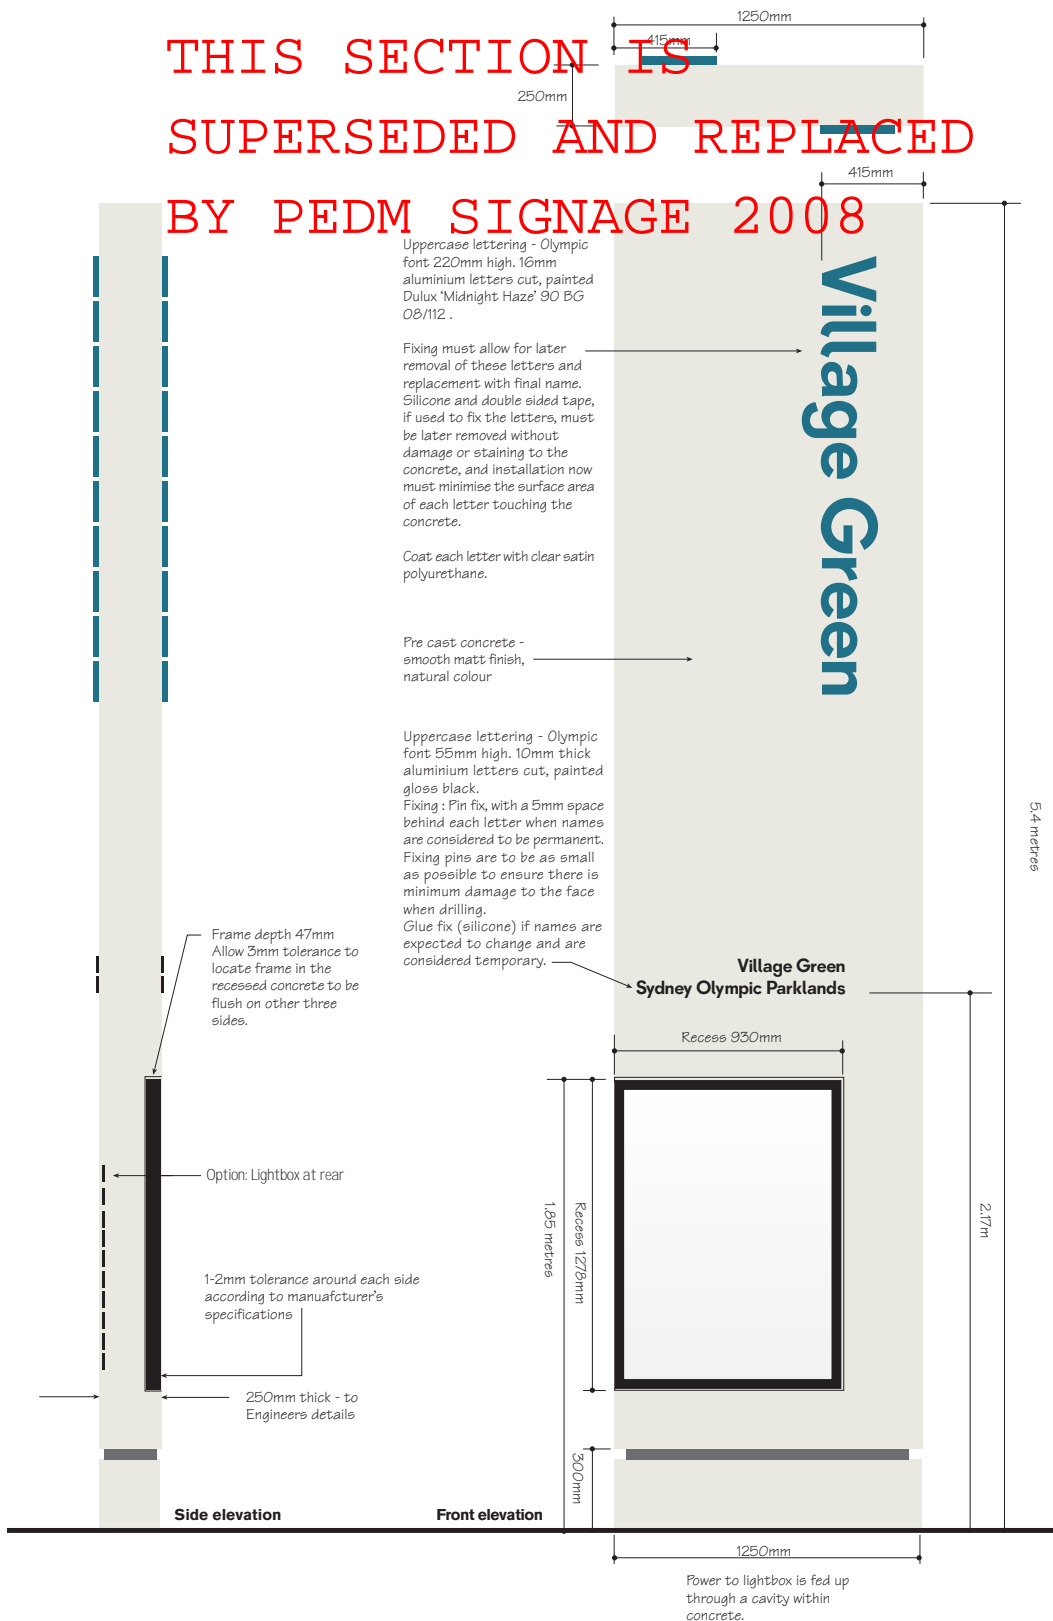 1250mm
THIS SECTION IS
415mm
250mm
SUPERSEDED AND REPLACED
415mm
BY PEDM SIGNAGE 2008
Uppercase lettering - Olympic
font 220mm high. 16mm
aluminium letters cut, painted
Dulux ‘Midnight Haze’ 90 BG
08/112 .
Fixing must allow for later
removal of these letters and
replacement with final name.
Silicone and double sided tape,
if used to fix the letters, must
be later removed without
damage or staining to the
concrete, and installation now
must minimise the surface area
of each letter touching the
concrete.
Coat each letter with clear satin
polyurethane.
Village Green
Pre cast concrete -
smooth matt finish,
natural colour
Uppercase lettering - Olympic
font 55mm high. 10mm thick
aluminium letters cut, painted
gloss black.
Fixing : Pin fix, with a 5mm space
behind each letter when names
are considered to be permanent.
Fixing pins are to be as small
as possible to ensure there is
minimum damage to the face
when drilling.
Glue fix (silicone) if names are
expected to change and are
considered temporary.
5.4 metres
Frame depth 47mm
Allow 3mm tolerance to
locate frame in the
recessed concrete to be
flush on other three
sides.
Village Green
Sydney Olympic Parklands
Recess 930mm
Option: Lightbox at rear
1.85 metres
Recess 1278mm
2.17m
1-2mm tolerance around each side
according to manuafcturer’s
specifications
250mm thick - to
Engineers details
300mm
Side elevation
Front elevation
1250mm
Power to lightbox is fed up
through a cavity within
concrete.